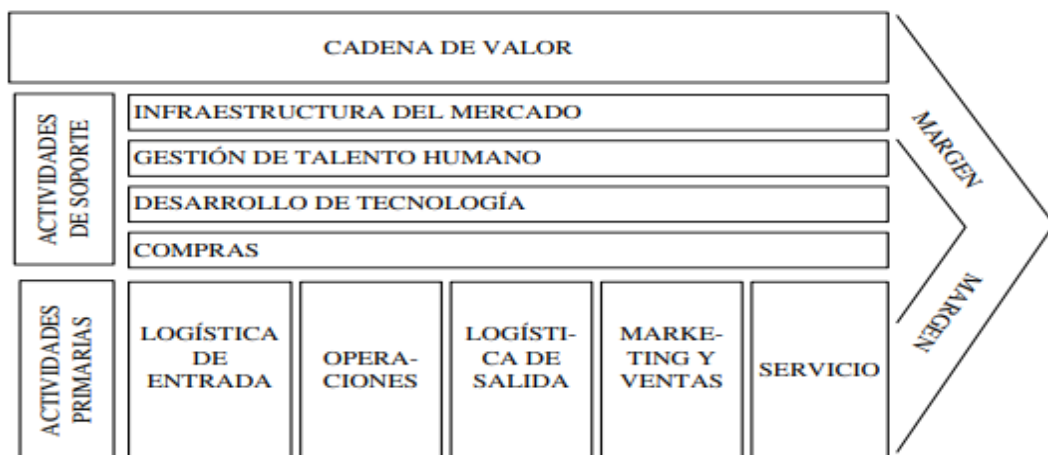 CADENA DE VALOR
ACTIVIDADES
DE SOPORTE
INFRAESTRUCTURA DEL MERCADO
GESTIÓN DE TALENTO HUMANO
DESARROLLO DE TECNOLOGÍA
COMPRAS
MARGEN
MARGEN
ACTIVIDADES
PRIMARIAS
LOGÍSTICA
DE
ENTRADA
OPERA-
CIONES
LOGÍSTI-
CA DE
SALIDA
MARKE-
TING Y
VENTAS
SERVICIO